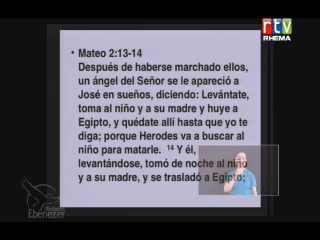 rtv
RHEMA
• Mateo 2:13-14
Después de haberse marchado ellos,
un ángel del Señor se le apareció a
José en sueños, diciendo: Levántate,
toma al niño y a su madre y huye a
Egipto, y quédate allí hasta que yo te
diga; porque Herodes va a buscar al
niño para matarle. 14 Y él,
levantándose, tomó de noche al niño
y a su madre, y se trasladó a Egipto;
Ebenezer